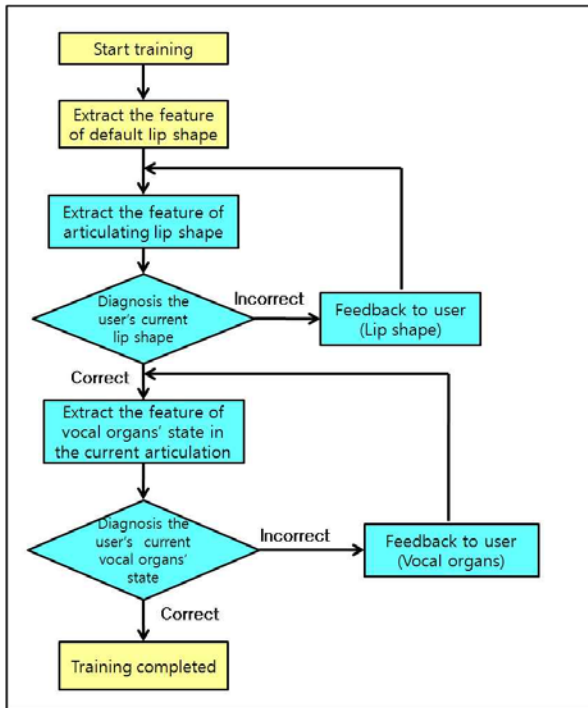 Start training
Extract the feature
of default lip shape
Extract the feature of
articulating lip shape
Diagnosis the
user's current
lip shape
Incorrect
Feedback to user
(Lip shape)
Correct
Extract the feature of
vocal organs' state in
the current articulation
Diagnosis the
user's current
vocal organs'
state
Incorrect
Feedback to user
(Vocal organs)
Correct
Training completed